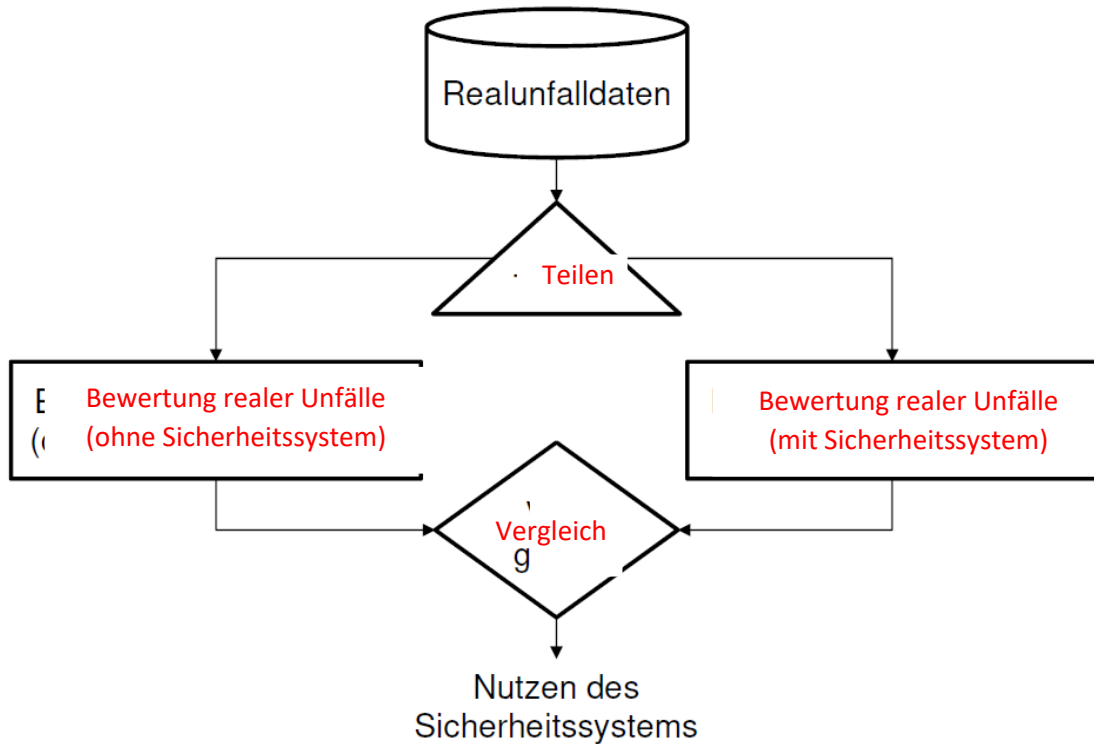 Realunfalldaten
Teilen
Bewertung realer Unfälle
(ohne Sicherheitssystem)
Bewertung realer Unfälle
(mit Sicherheitssystem)
Vergleich
g
Nutzen des
Sicherheitssystems